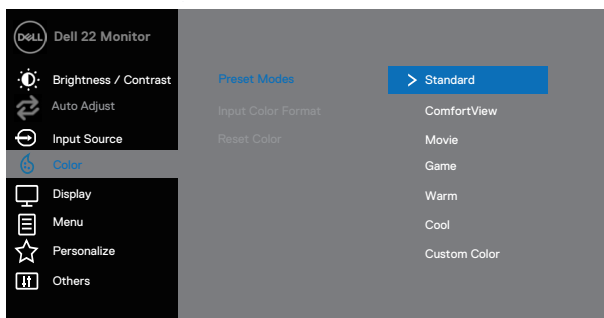 DELL Dell 22 Monitor
Brightness / Contrast
Auto Adjust
Input Source
Color
Display
Menu
Personalize
Others
Preset Modes
Input Color Format
Reset Color
Standard
ComfortView
Movie
Game
Warm
Cool
Custom Color